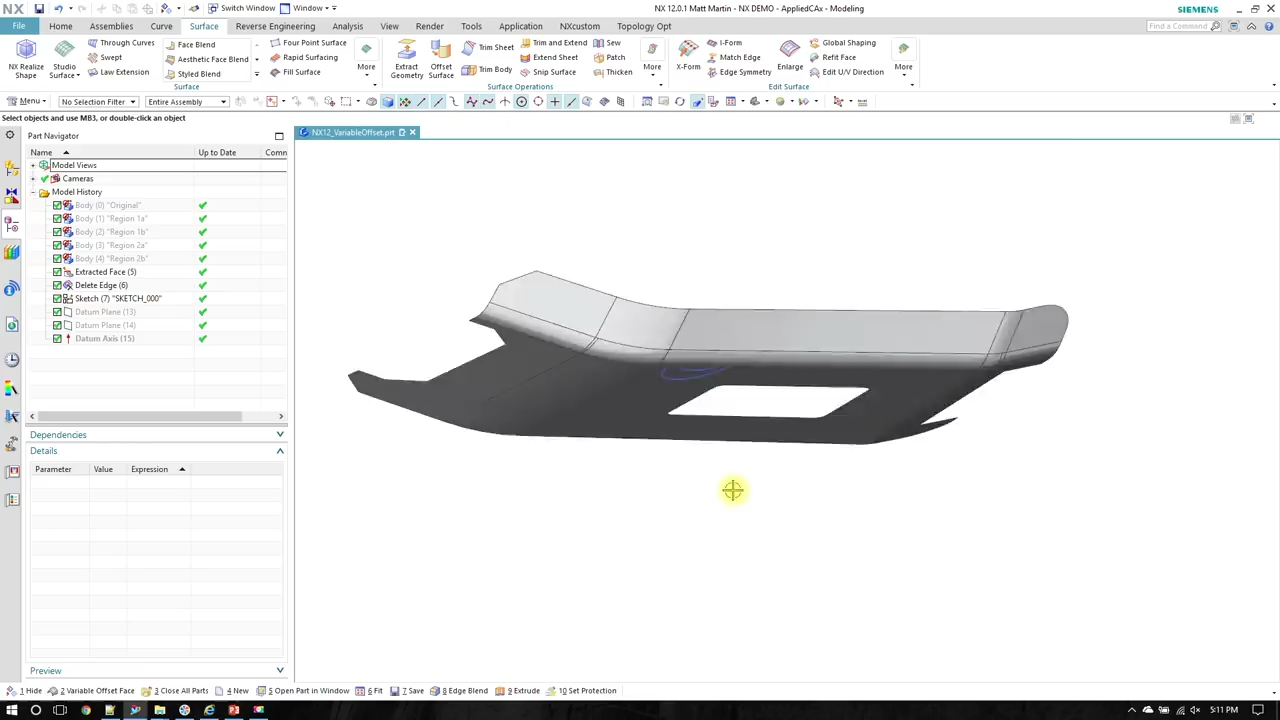 NX
Switch Window
Window
NX 12.0.1 Matt Martin - NX DEMO - AppliedCAx - Modeling
SIEMENS
File
Home
Assemblies
Curve
Surface
Reverse Engineering
Analysis
View
Render
Tools
Application
NXcustom
Topology Opt
Find a Command
NX Realize Shape
Studio Surface
Through Curves
Swept
Law Extension
Face Blend
Aesthetic Face Blend
Styled Blend
Four Point Surface
Rapid Surfacing
Fill Surface
More
Surface
Extract Geometry
Offset Surface
Trim Sheet
Trim Body
Trim and Extend
Extend Sheet
Snip Surface
Sew
Patch
Thicken
More
Surface Operations
X-Form
I-Form
Match Edge
Edge Symmetry
Enlarge
Global Shaping
Refit Face
Edit U/V Direction
More
Edit Surface
Menu
No Selection Filter
Entire Assembly
Select objects and use MB3, or double-click an object
Part Navigator
NX12_VariableOffset.prt
Name
Up to Date
Comn
Model Views
Cameras
Model History
Body (0) "Original"
Body (1) "Region 1a"
Body (2) "Region 1b"
Body (3) "Region 2a"
Body (4) "Region 2b"
Extracted Face (5)
Delete Edge (6)
Sketch (7) "SKETCH_000"
Datum Plane (13)
Datum Plane (14)
Datum Axis (15)
Dependencies
Details
Parameter
Value
Expression
Preview
1 Hide
2 Variable Offset Face
3 Close All Parts
4 New
5 Open Part in Window
6 Fit
7 Save
8 Edge Blend
9 Extrude
10 Set Protection
5:11 PM